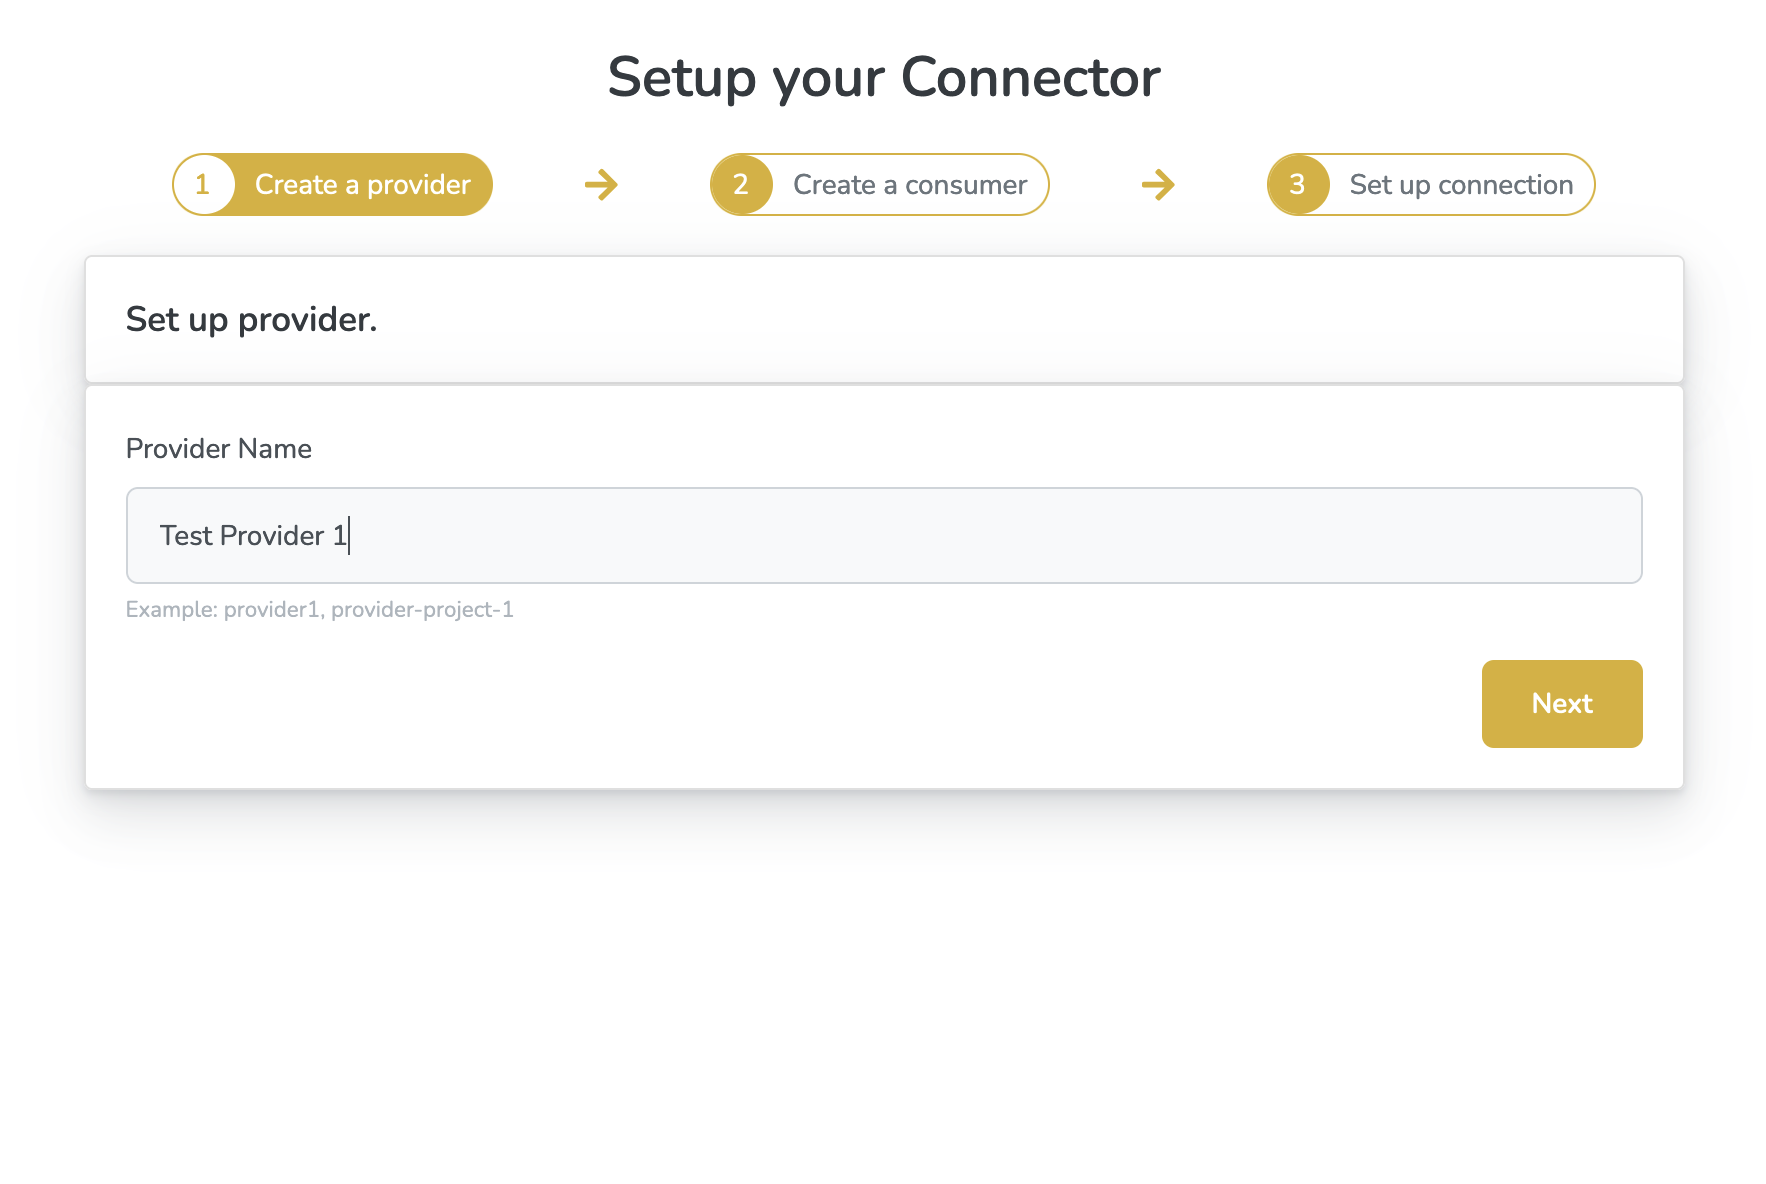 Setup your Connector
1 Create a provider → 2 Create a consumer → 3 Set up connection
Set up provider.
Provider Name
Test Provider 1
Example: provider1, provider-project-1
Next